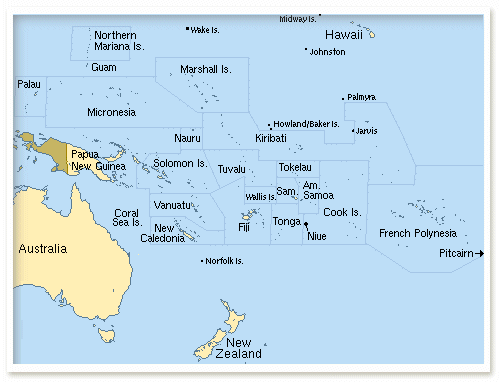 Midway Is.
Wake Is.
Hawaii
Northern
Mariana Is.
Johnston
Guam
Marshall Is.
Palau
Palmyra
Micronesia
Howland/Baker Is.
Jarvis
Nauru
Kiribati
Papua
New Guinea
Solomon Is.
Tuvalu
Tokelau
Sam.
Am.
Samoa
Wallis Is.
Vanuatu
Coral
Sea Is.
Cook Is.
Fiji
Tonga
New
Caledonia
Niue
French Polynesia
Australia
Pitcairn
Norfolk Is.
New
Zealand